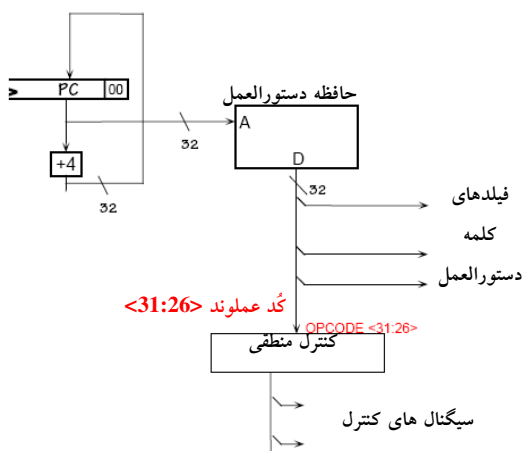 PC 00
حافظه دستورالعمل
A
32
+4
D
32
32
فیلدهای
کلمه
دستورالعمل
کُد عملوند <31:26>
OPCODE <31:26>
کنترل منطقی
سیگنال های کنترل